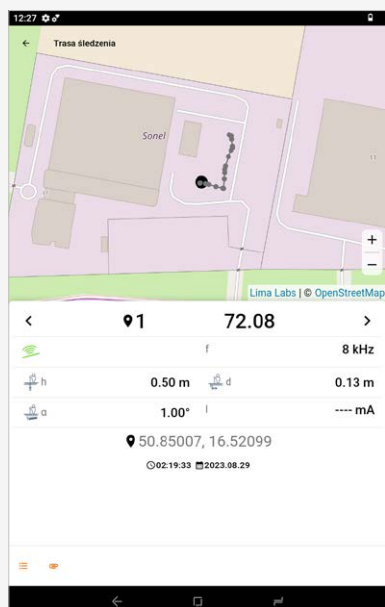 12:27
Trasa śledzenia
Sonel
11
+
−
Lima Labs | © OpenStreetMap
1 72.08
f 8 kHz
h 0.50 m d 0.13 m
α 1.00° I ---- mA
50.85007, 16.52099
02:19:33 2023.08.29